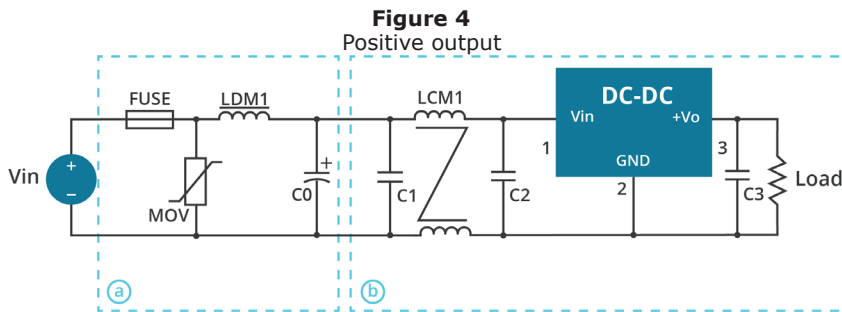 Figure 4
Positive output
FUSE
LDM1
LCM1
DC-DC
Vin
+Vo
1
3
GND
2
Vin
+
−
MOV
+
C0
C1
C2
C3
Load
a
b